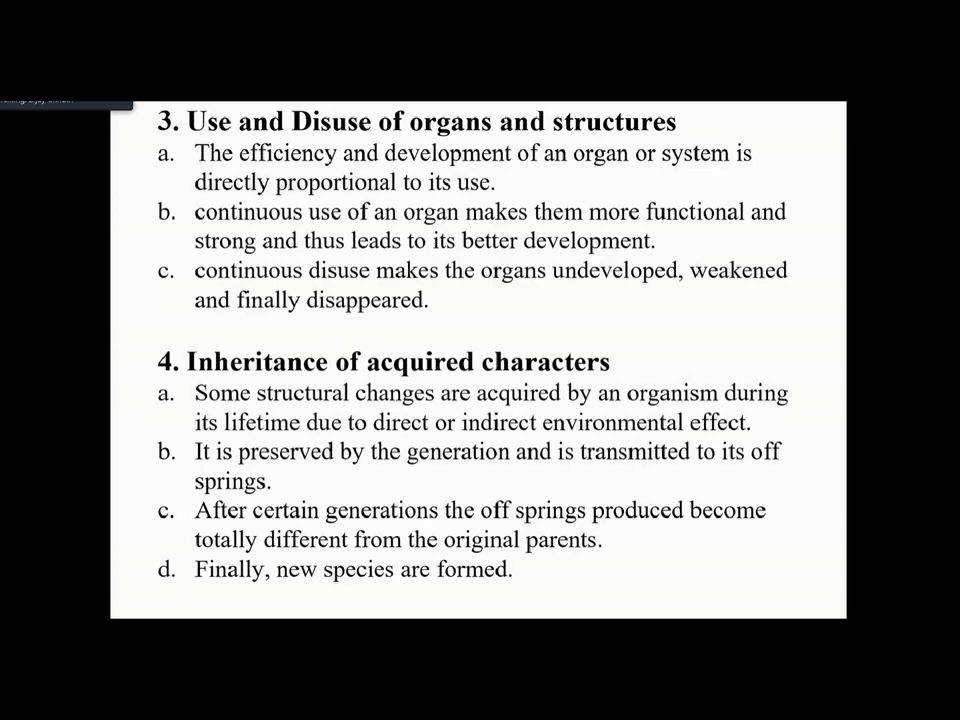 3. Use and Disuse of organs and structures
a. The efficiency and development of an organ or system is
directly proportional to its use.
b. continuous use of an organ makes them more functional and
strong and thus leads to its better development.
c. continuous disuse makes the organs undeveloped, weakened
and finally disappeared.
4. Inheritance of acquired characters
a. Some structural changes are acquired by an organism during
its lifetime due to direct or indirect environmental effect.
b. It is preserved by the generation and is transmitted to its off
springs.
c. After certain generations the off springs produced become
totally different from the original parents.
d. Finally, new species are formed.